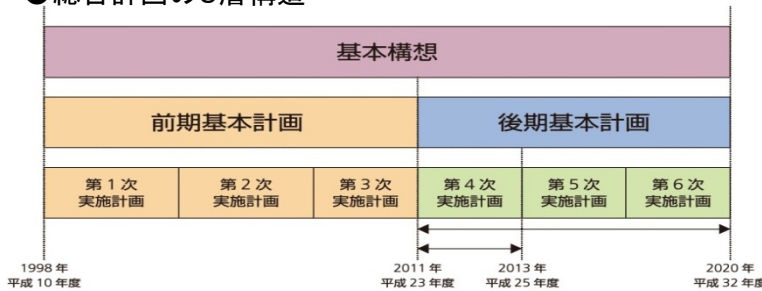 ●総合計画の3層構造
基本構想
前期基本計画
後期基本計画
第1次
実施計画
第2次
実施計画
第3次
実施計画
第4次
実施計画
第5次
実施計画
第6次
実施計画
1998年
平成10年度
2011年
平成23年度
2013年
平成25年度
2020年
平成32年度